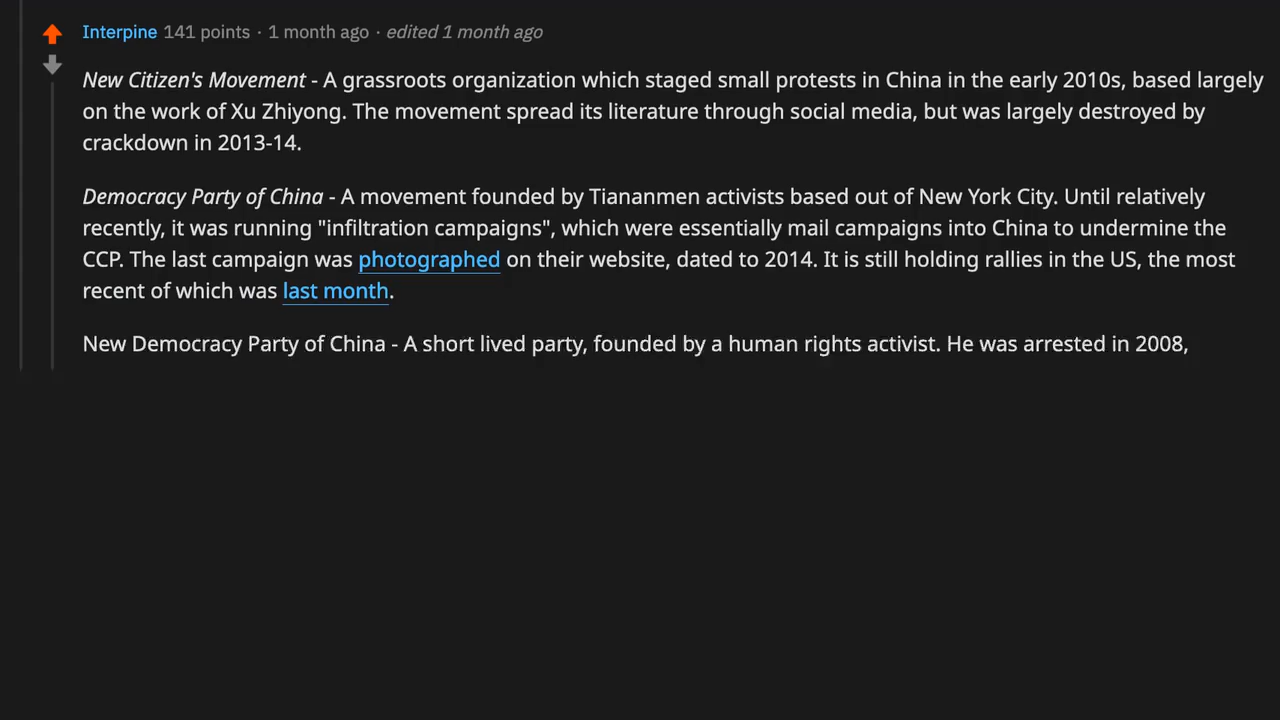 Interpine 141 points · 1 month ago · edited 1 month ago
New Citizen's Movement - A grassroots organization which staged small protests in China in the early 2010s, based largely
on the work of Xu Zhiyong. The movement spread its literature through social media, but was largely destroyed by
crackdown in 2013-14.
Democracy Party of China - A movement founded by Tiananmen activists based out of New York City. Until relatively
recently, it was running "infiltration campaigns", which were essentially mail campaigns into China to undermine the
CCP. The last campaign was photographed on their website, dated to 2014. It is still holding rallies in the US, the most
recent of which was last month.
New Democracy Party of China - A short lived party, founded by a human rights activist. He was arrested in 2008,